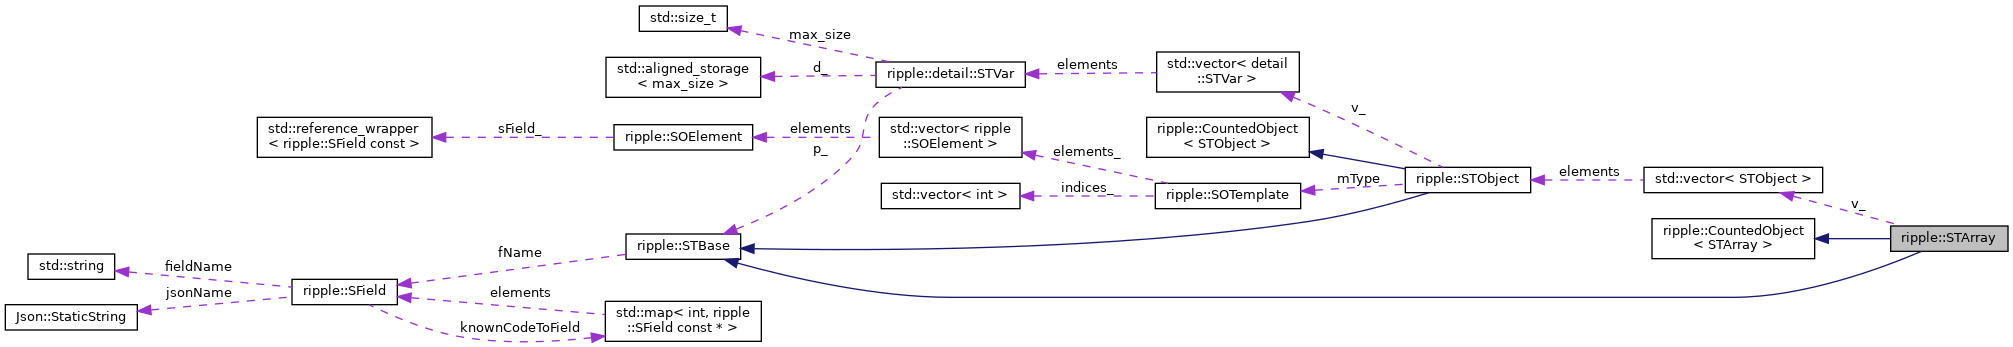 std::size_t
max_size
std::aligned_storage
< max_size >
d_
ripple::detail::STVar
elements
std::vector< detail
::STVar >
v_
std::reference_wrapper
< ripple::SField const >
sField_
ripple::SOElement
elements
p_
std::vector< ripple
::SOElement >
elements_
ripple::CountedObject
< STObject >
std::vector< int >
indices_
ripple::SOTemplate
mType
ripple::STObject
elements
std::vector< STObject >
v_
ripple::CountedObject
< STArray >
ripple::STArray
ripple::STBase
fName
std::string
fieldName
jsonName
Json::StaticString
ripple::SField
elements
knownCodeToField
std::map< int, ripple
::SField const * >